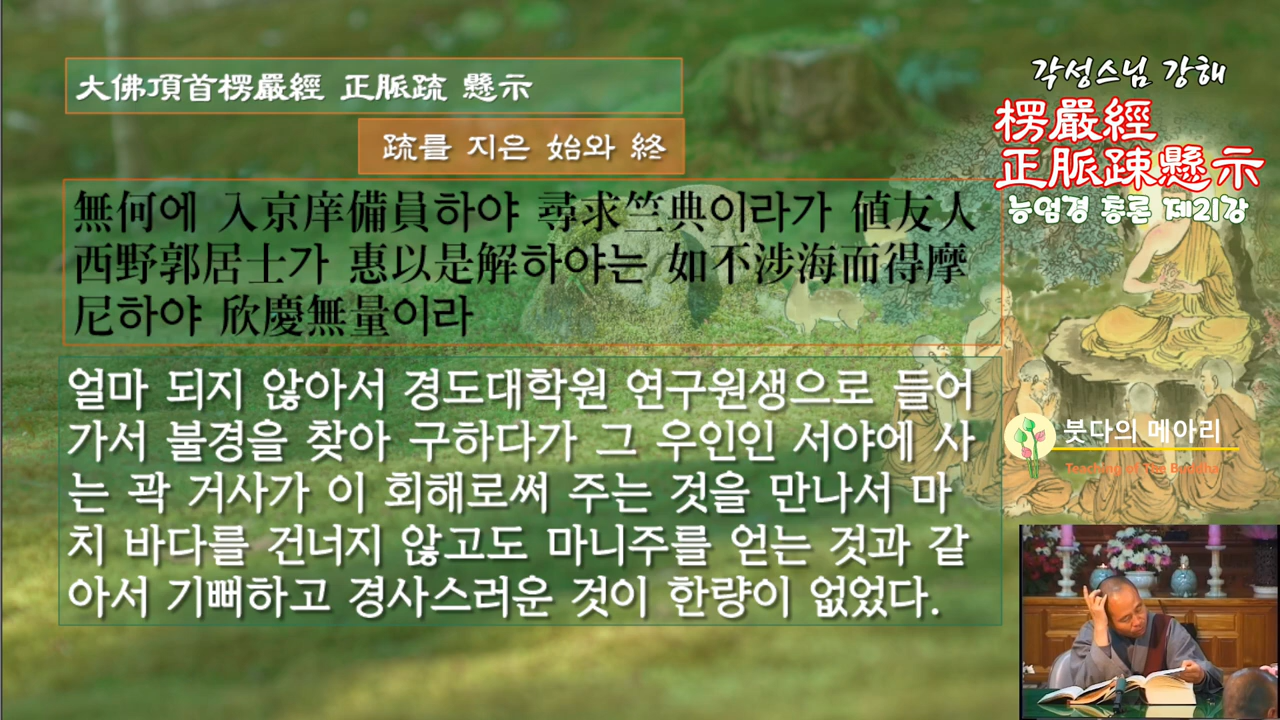 大佛頂首楞嚴經 正脈疏 懸示
疏를 지은 始와 終
無何에 入京庠備員하야 尋求竺典이라가 値友人
西野郭居士가 惠以是解하야는 如不涉海而得摩
尼하야 欣慶無量이라
얼마 되지 않아서 경도대학원 연구원생으로 들어
가서 불경을 찾아 구하다가 그 우인인 서야에 사
는 곽 거사가 이 회해로써 주는 것을 만나서 마
치 바다를 건너지 않고도 마니주를 얻는 것과 같
아서 기뻐하고 경사스러운 것이 한량이 없었다.
각성스님 강해
楞嚴經
正脈踈懸示
능엄경 총론 제21강
붓다의 메아리
Teaching of The Buddha